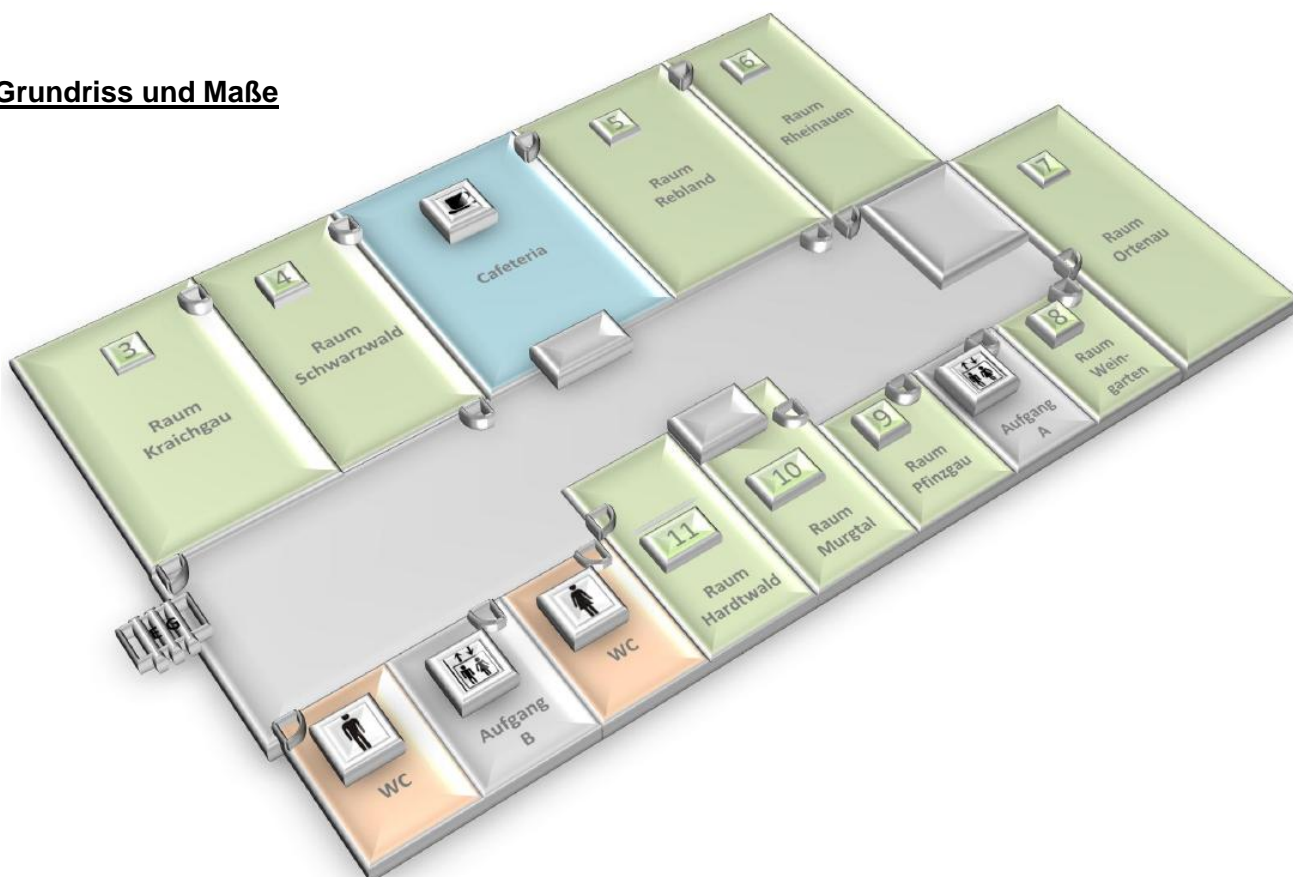 Grundriss und Maße
6
Raum
Rheinauen
5
Raum
Rebland
7
Raum
Ortenau
Cafeteria
4
Raum
Schwarzwald
3
Raum
Kraichgau
8
Raum
Wein-
garten
Aufgang
A
9
Raum
Pfinzgau
10
Raum
Murgtal
11
Raum
Hardtwald
WC
Aufgang
B
WC